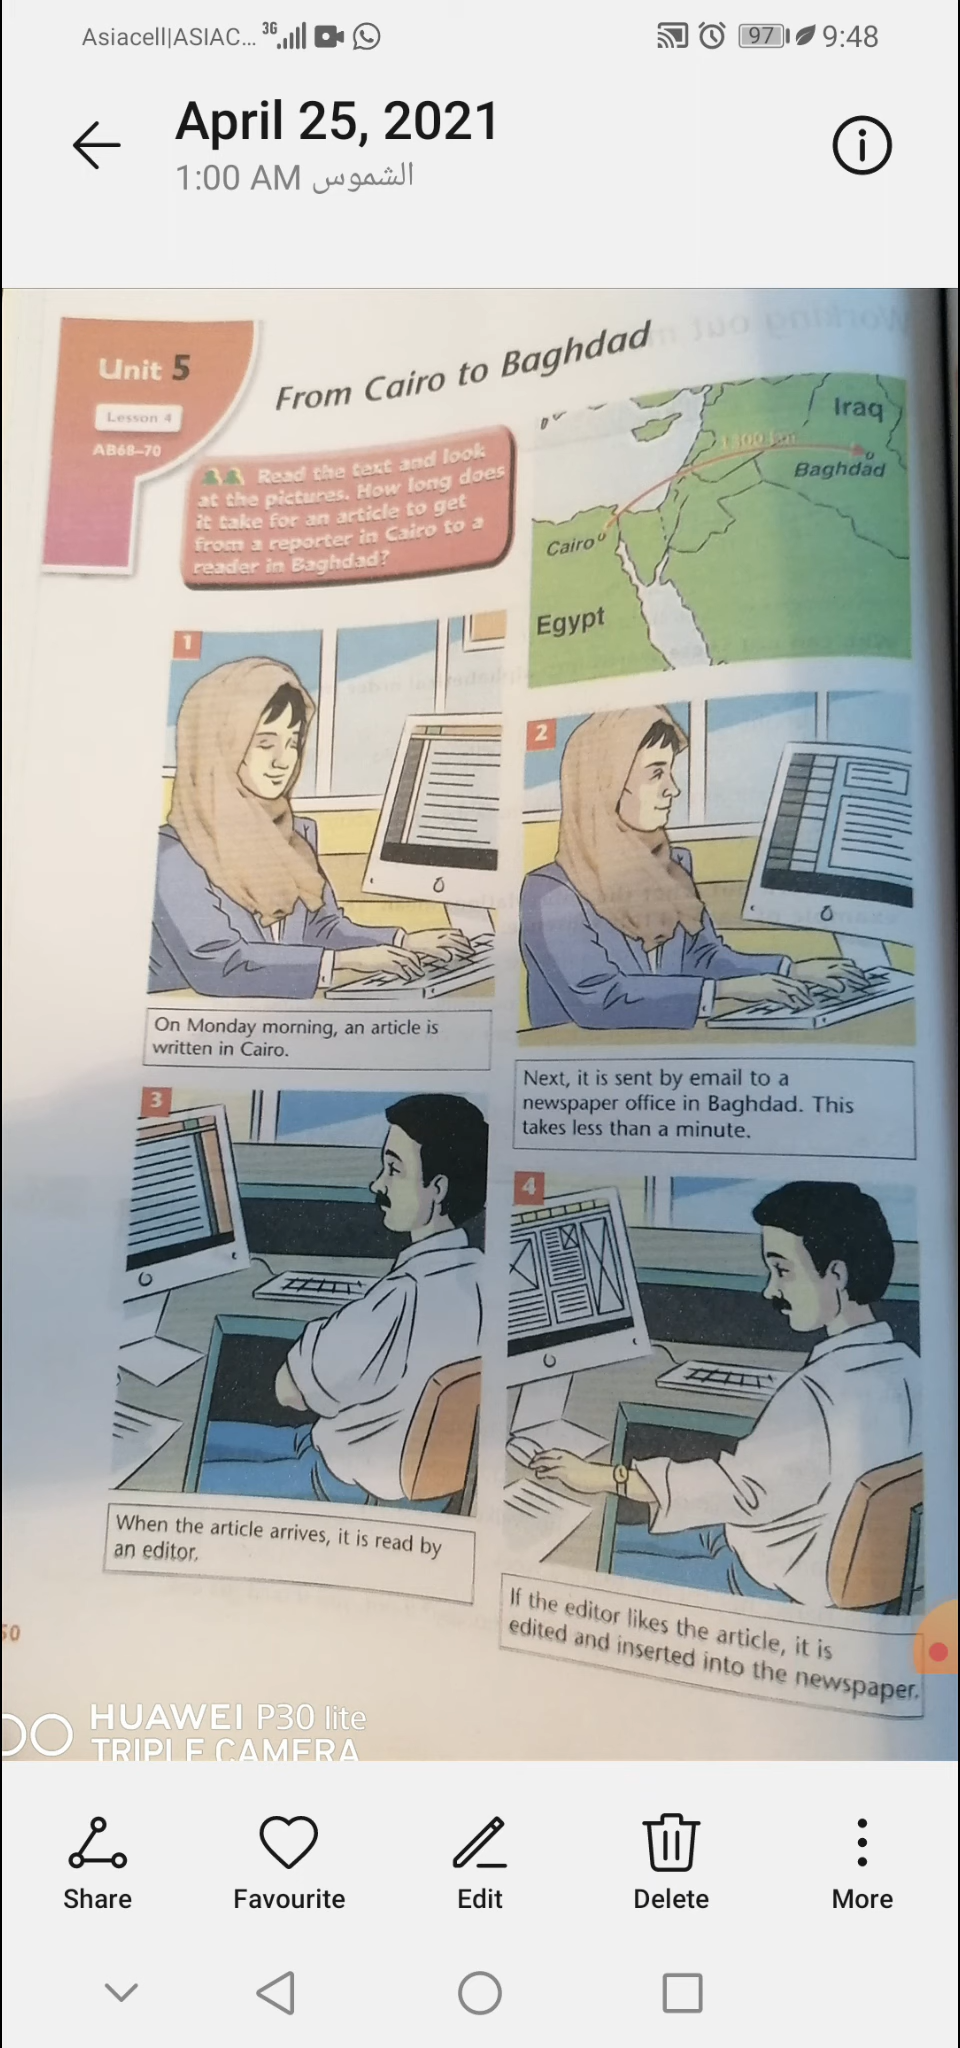 Asiacell|ASIAC... 3G 97 9:48
April 25, 2021
1:00 AM الشموس
Unit 5
Lesson 4
AB68–70
From Cairo to Baghdad
Read the text and look
at the pictures. How long does
it take for an article to get
from a reporter in Cairo to a
reader in Baghdad?
Iraq
Baghdad
Cairo
Egypt
1
2
On Monday morning, an article is
written in Cairo.
Next, it is sent by email to a
newspaper office in Baghdad. This
takes less than a minute.
3
4
When the article arrives, it is read by
an editor.
If the editor likes the article, it is
edited and inserted into the newspaper.
HUAWEI P30 lite
TRIPLE CAMERA
Share
Favourite
Edit
Delete
More